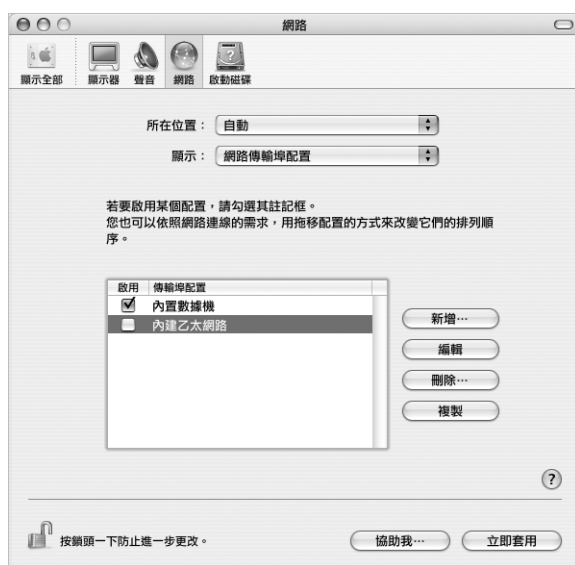 網路
顯示全部 顯示器 聲音 網路 啟動磁碟
所在位置： 自動
顯示： 網路傳輸埠配置
若要啟用某個配置，請勾選其註記框。
您也可以依照網路連線的需求，用拖移配置的方式來改變它們的排列順
序。
啟用 傳輸埠配置
內置數據機
內建乙太網路
新增…
編輯
刪除…
複製
?
按鎖頭一下防止進一步更改。
協助我… 立即套用